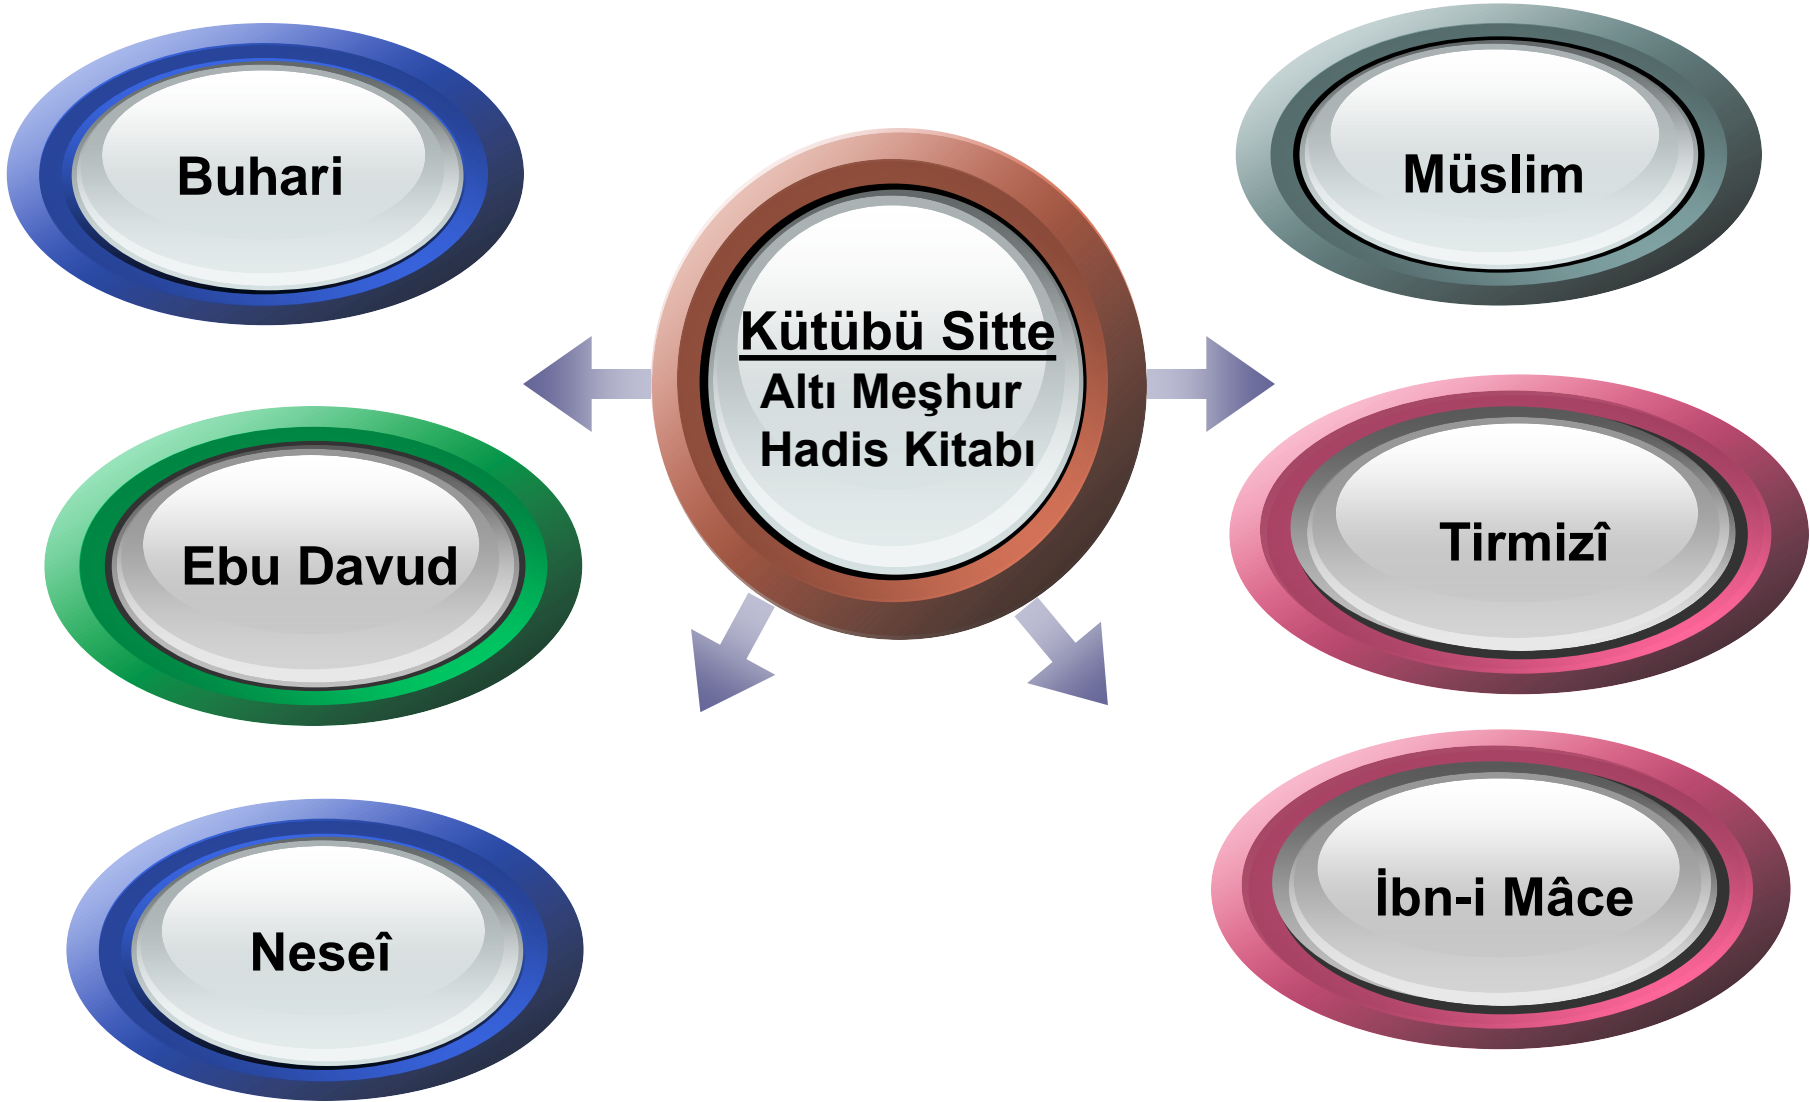 Buhari
Müslim
Kütübü Sitte
Altı Meşhur
Hadis Kitabı
Ebu Davud
Tirmizî
Neseî
İbn-i Mâce